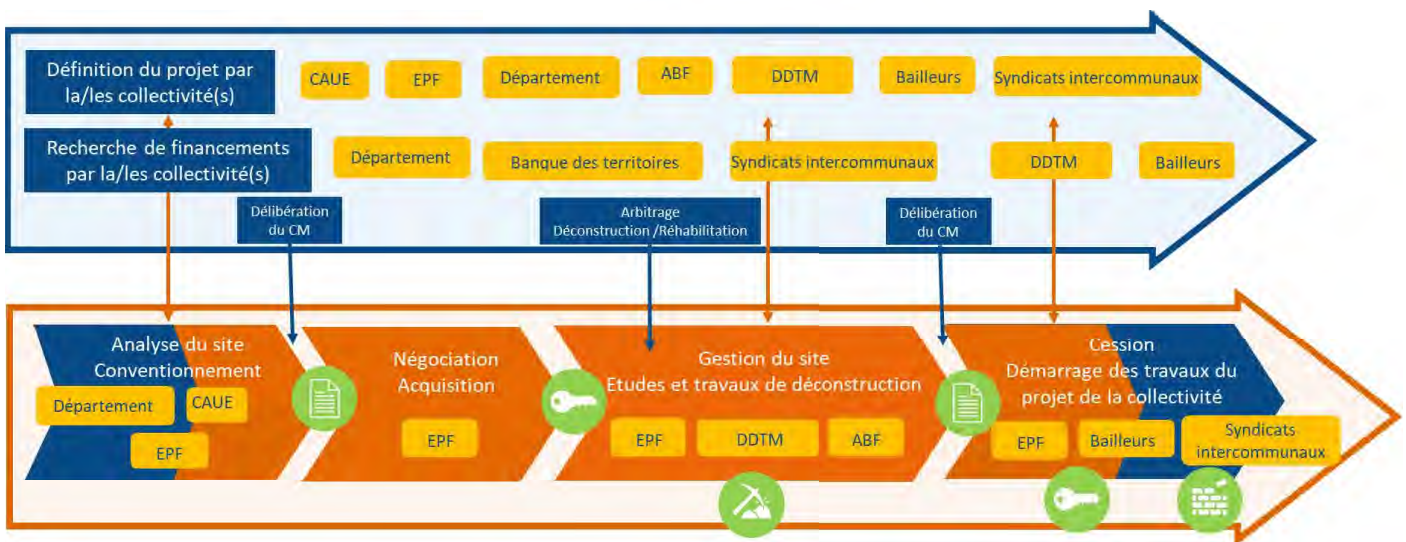 Définition du projet par
la/les collectivité(s)
CAUE
EPF
Département
ABF
DDTM
Bailleurs
Syndicats intercommunaux
Recherche de financements
par la/les collectivité(s)
Département
Banque des territoires
Syndicats intercommunaux
DDTM
Bailleurs
Délibération
du CM
Arbitrage
Déconstruction /Réhabilitation
Délibération
du CM
Analyse du site
Conventionnement
Département
CAUE
EPF
Négociation
Acquisition
EPF
Gestion du site
Etudes et travaux de déconstruction
EPF
DDTM
ABF
Cession
Démarrage des travaux du
projet de la collectivité
EPF
Bailleurs
Syndicats
intercommunaux